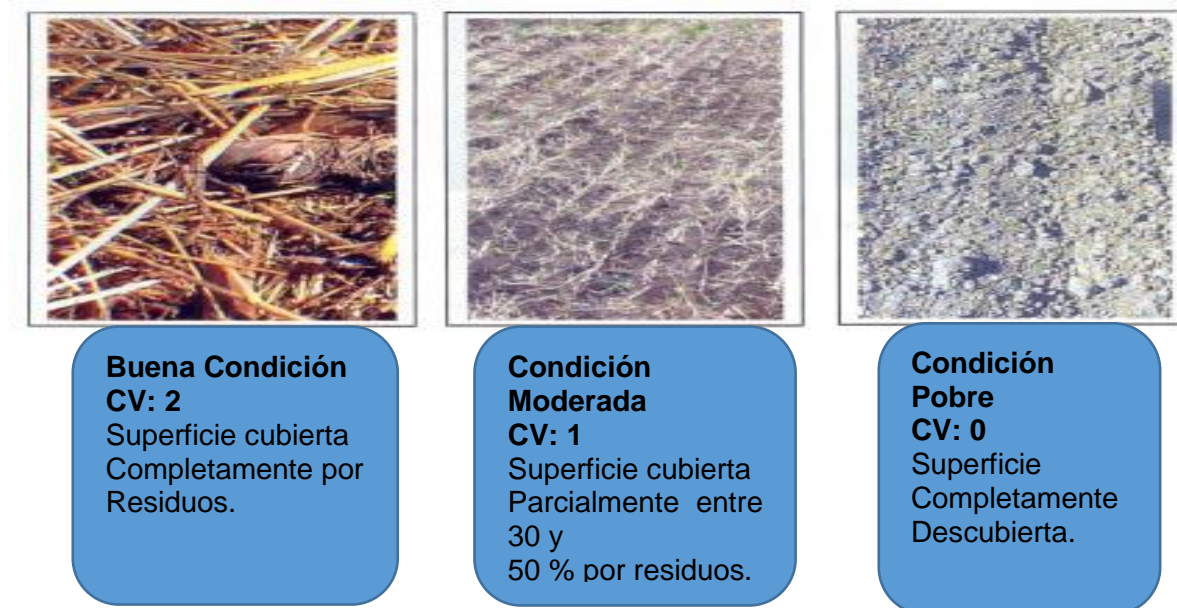 Buena Condición
CV: 2
Superficie cubierta
Completamente por
Residuos.
Condición
Moderada
CV: 1
Superficie cubierta
Parcialmente entre
30 y
50 % por residuos.
Condición
Pobre
CV: 0
Superficie
Completamente
Descubierta.